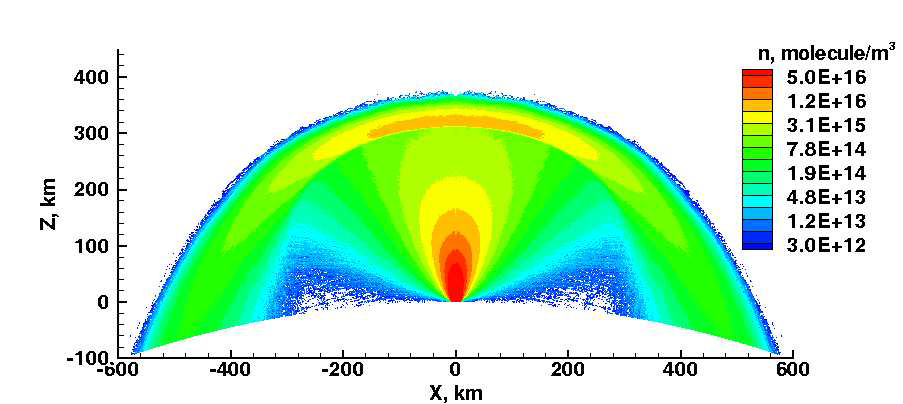 n, molecule/m³
5.0E+16
1.2E+16
3.1E+15
7.8E+14
1.9E+14
4.8E+13
1.2E+13
3.0E+12
400
300
200
100
0
-100
Z, km
-600 -400 -200 0 200 400 600
X, km